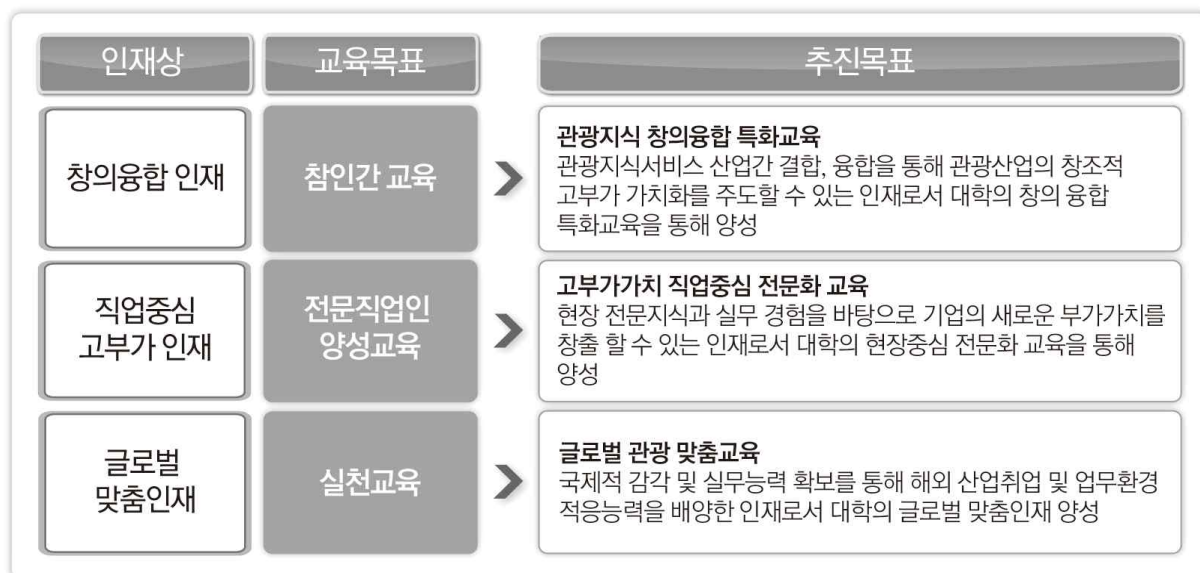 인재상
교육목표
추진목표
창의융합 인재
참인간 교육
관광지식 창의융합 특화교육
관광지식서비스 산업간 결합, 융합을 통해 관광산업의 창조적
고부가 가치화를 주도할 수 있는 인재로서 대학의 창의 융합
특화교육을 통해 양성
직업중심
고부가 인재
전문직업인
양성교육
고부가가치 직업중심 전문화 교육
현장 전문지식과 실무 경험을 바탕으로 기업의 새로운 부가가치를
창출 할 수 있는 인재로서 대학의 현장중심 전문화 교육을 통해
양성
글로벌
맞춤인재
실천교육
글로벌 관광 맞춤교육
국제적 감각 및 실무능력 확보를 통해 해외 산업취업 및 업무환경
적응능력을 배양한 인재로서 대학의 글로벌 맞춤인재 양성